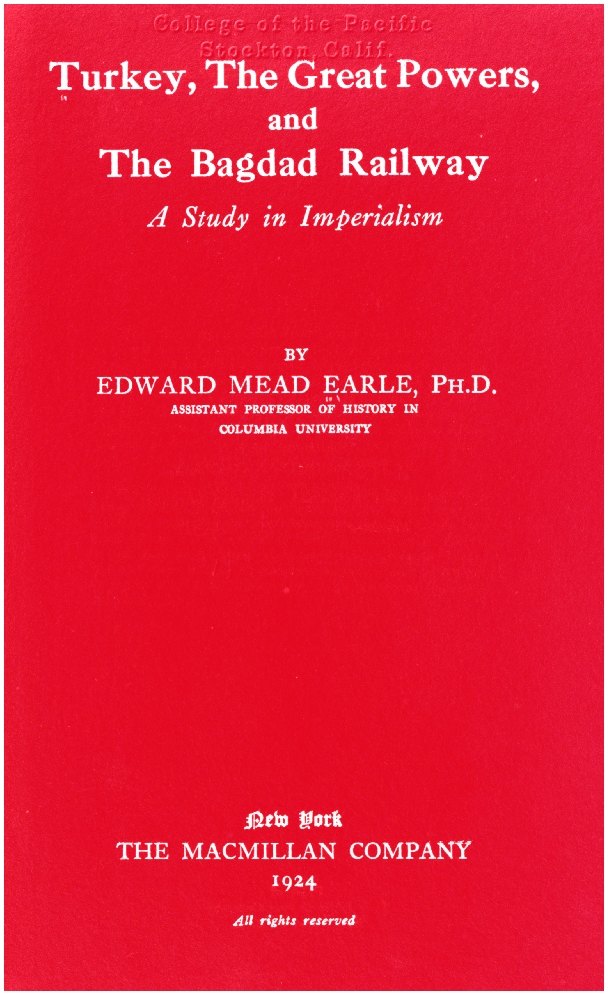 College of the Pacific
Stockton, Calif.
Turkey, The Great Powers,
and
The Bagdad Railway
A Study in Imperialism
BY
EDWARD MEAD EARLE, PH.D.
ASSISTANT PROFESSOR OF HISTORY IN
COLUMBIA UNIVERSITY
New York
THE MACMILLAN COMPANY
1924
All rights reserved